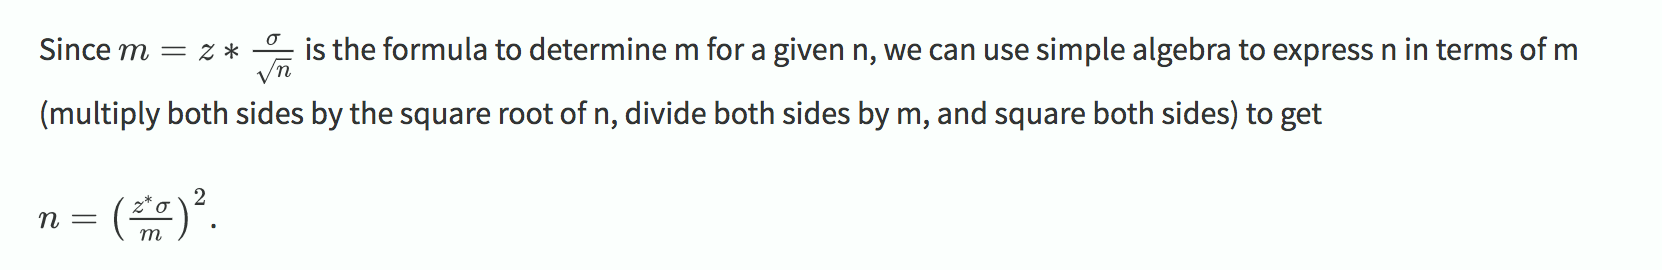 Since m = z * σ/√n is the formula to determine m for a given n, we can use simple algebra to express n in terms of m
(multiply both sides by the square root of n, divide both sides by m, and square both sides) to get
n = (z*σ/m)².